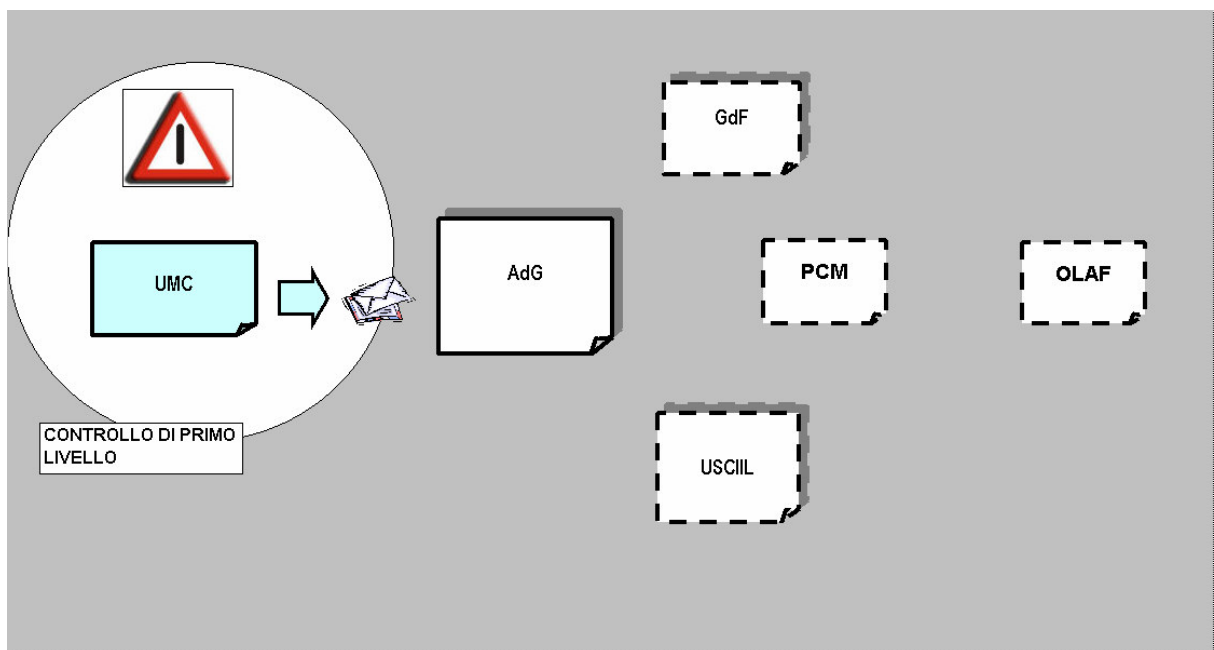 GdF
UMC
AdG
PCM
OLAF
CONTROLLO DI PRIMO
LIVELLO
USCIIL